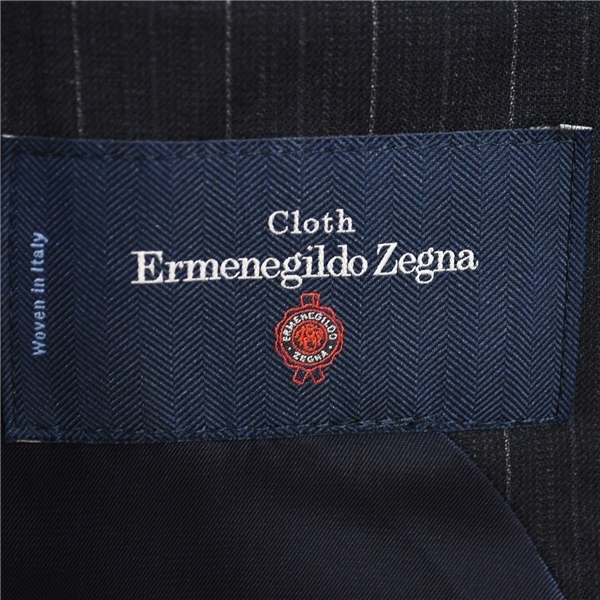 Cloth
Ermenegildo Zegna
ERMENEGILDO
· ZEGNA ·
Woven in Italy